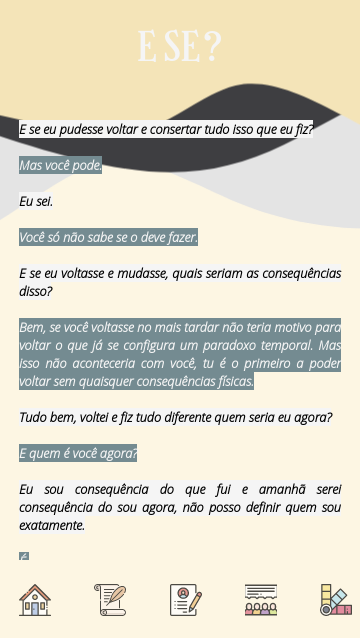 E SE?
E se eu pudesse voltar e consertar tudo isso que eu fiz?
Mas você pode.
Eu sei.
Você só não sabe se o deve fazer.
E se eu voltasse e mudasse, quais seriam as consequências
disso?
Bem, se você voltasse no mais tardar não teria motivo para
voltar o que já se configura um paradoxo temporal. Mas
isso não aconteceria com você, tu é o primeiro a poder
voltar sem quaisquer consequências físicas.
Tudo bem, voltei e fiz tudo diferente quem seria eu agora?
E quem é você agora?
Eu sou consequência do que fui e amanhã serei
consequência do sou agora, não posso definir quem sou
exatamente.